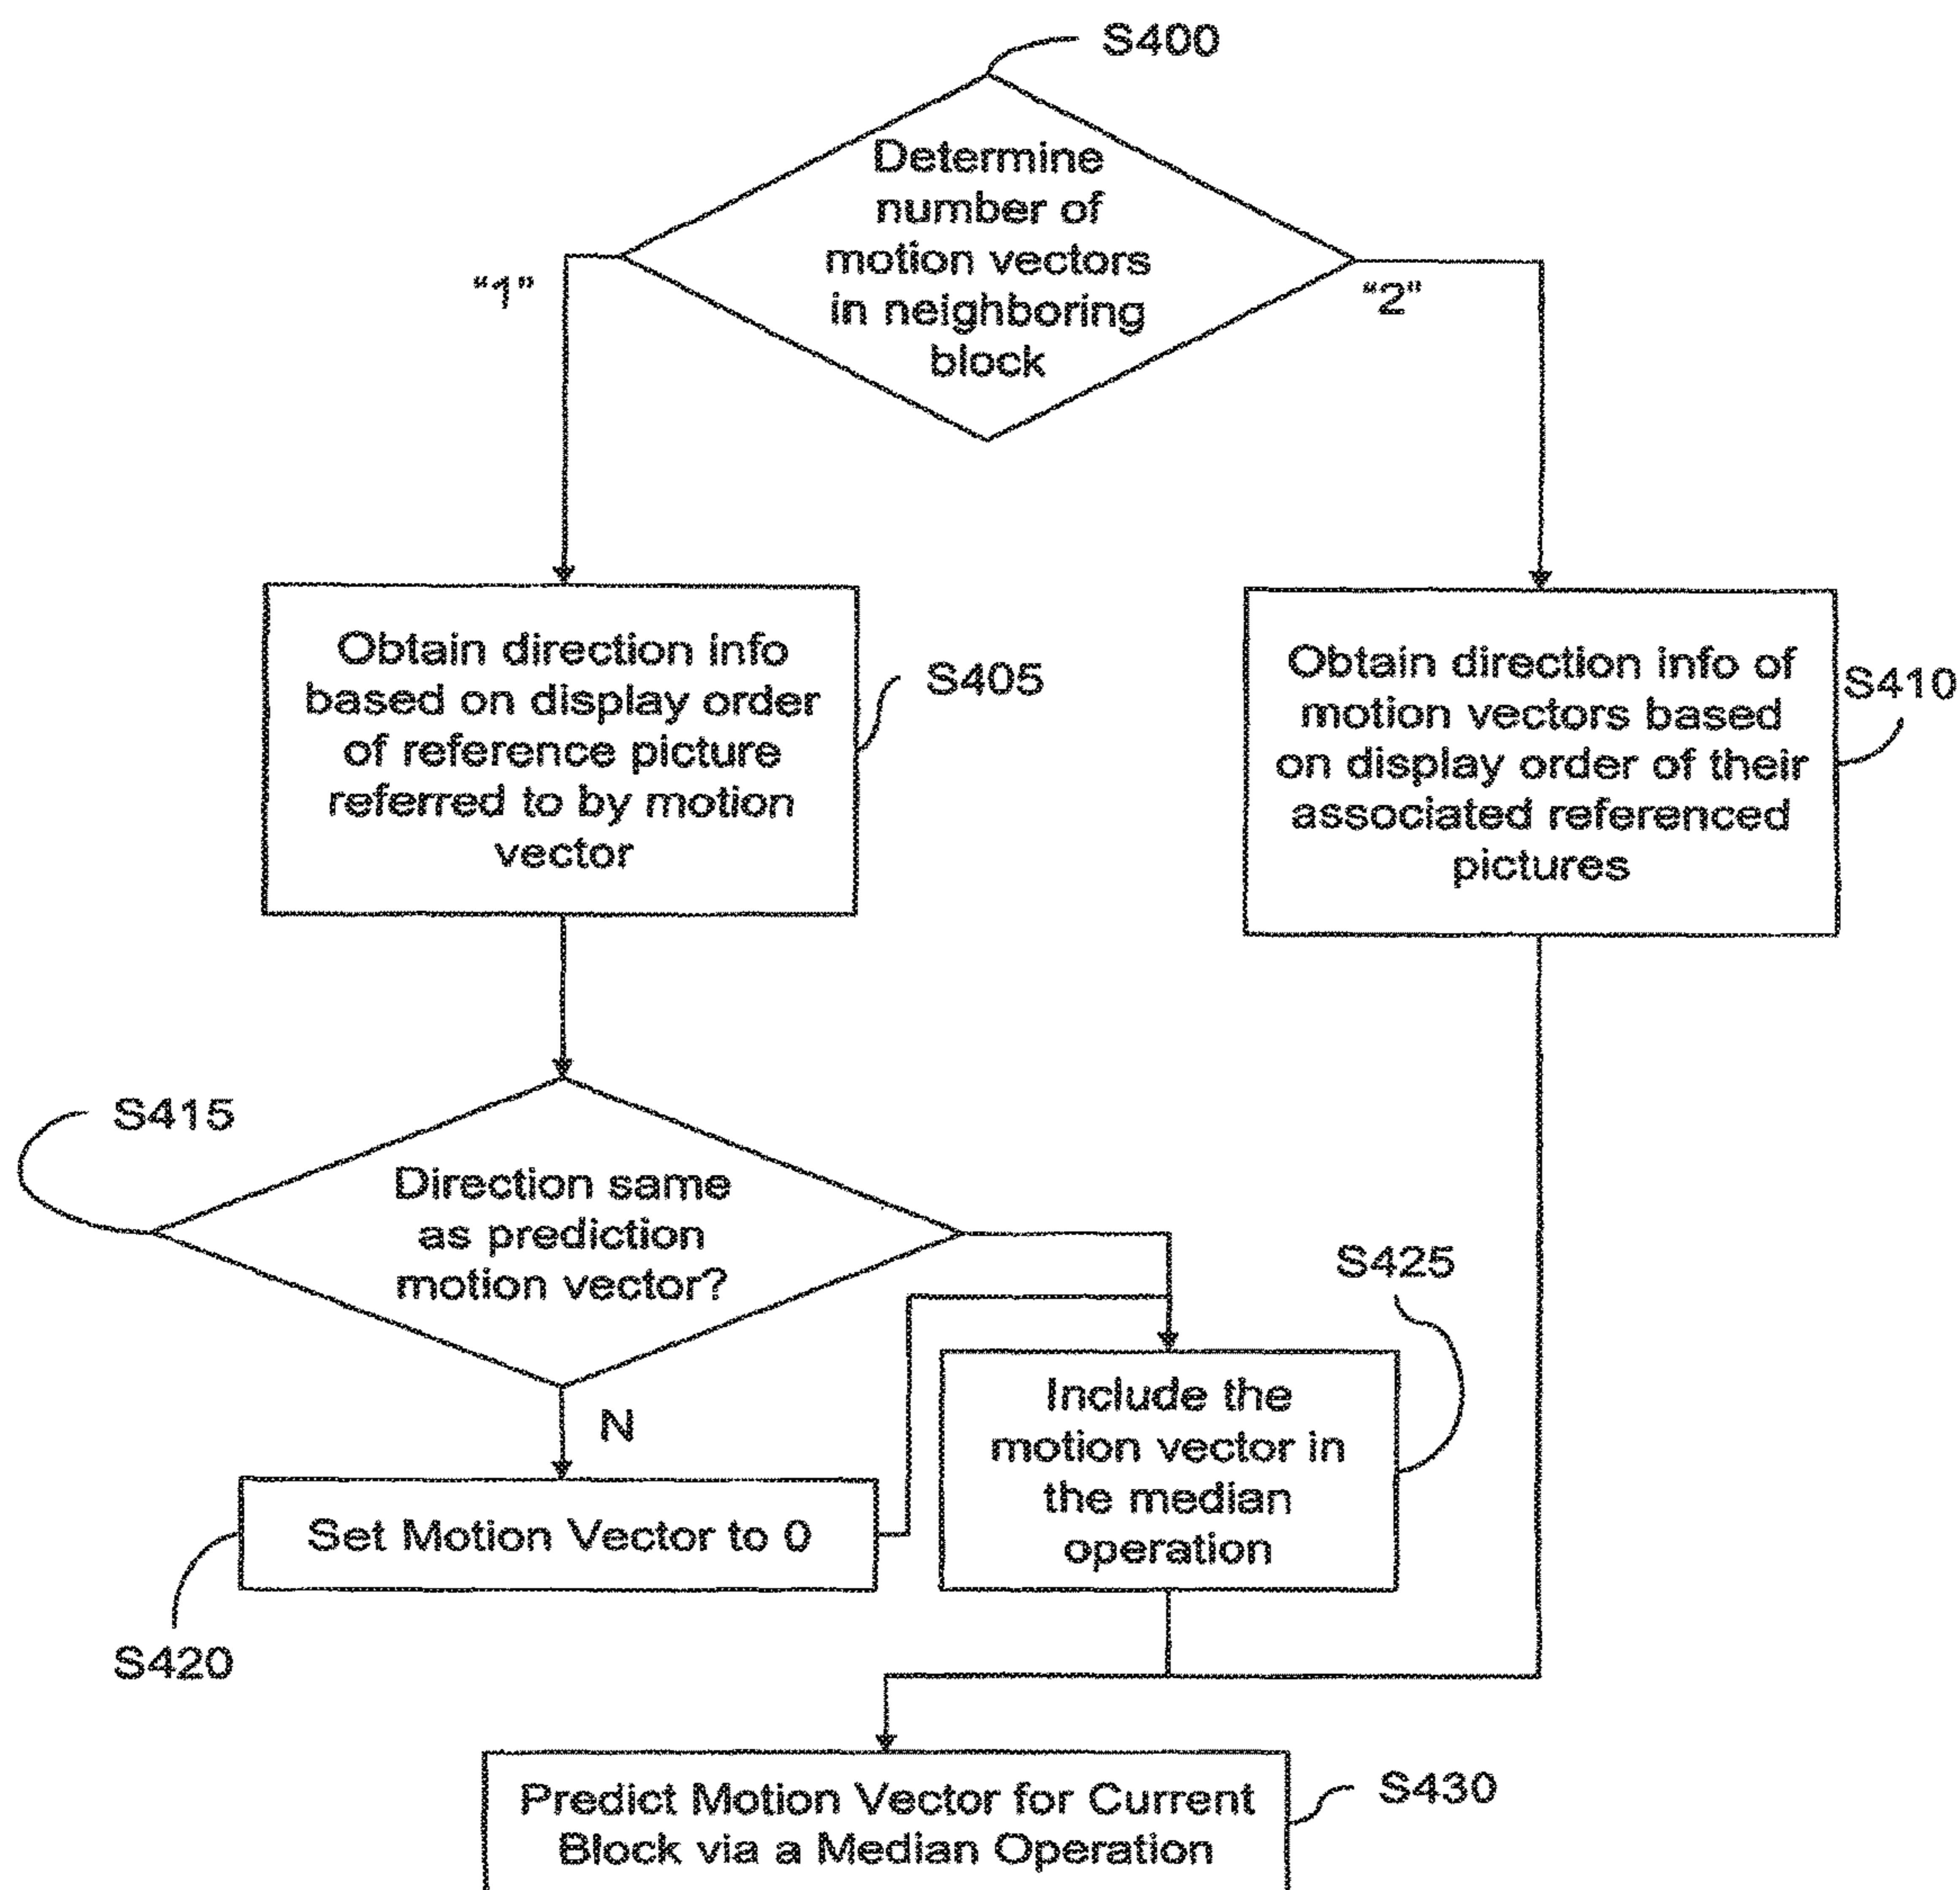 S400
Determine
number of
motion vectors
in neighboring
block
"1"
"2"
Obtain direction info
based on display order
of reference picture
referred to by motion
vector
S405
Obtain direction info of
motion vectors based
on display order of their
associated referenced
pictures
S410
S415
Direction same
as prediction
motion vector?
N
S425
Include the
motion vector in
the median
operation
Set Motion Vector to 0
S420
Predict Motion Vector for Current
Block via a Median Operation
S430